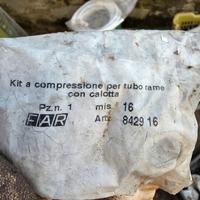 Kit a compressione per tubo rame
con calotta
Pz. n. 1 mis. 16
FAR Art. 8429 16